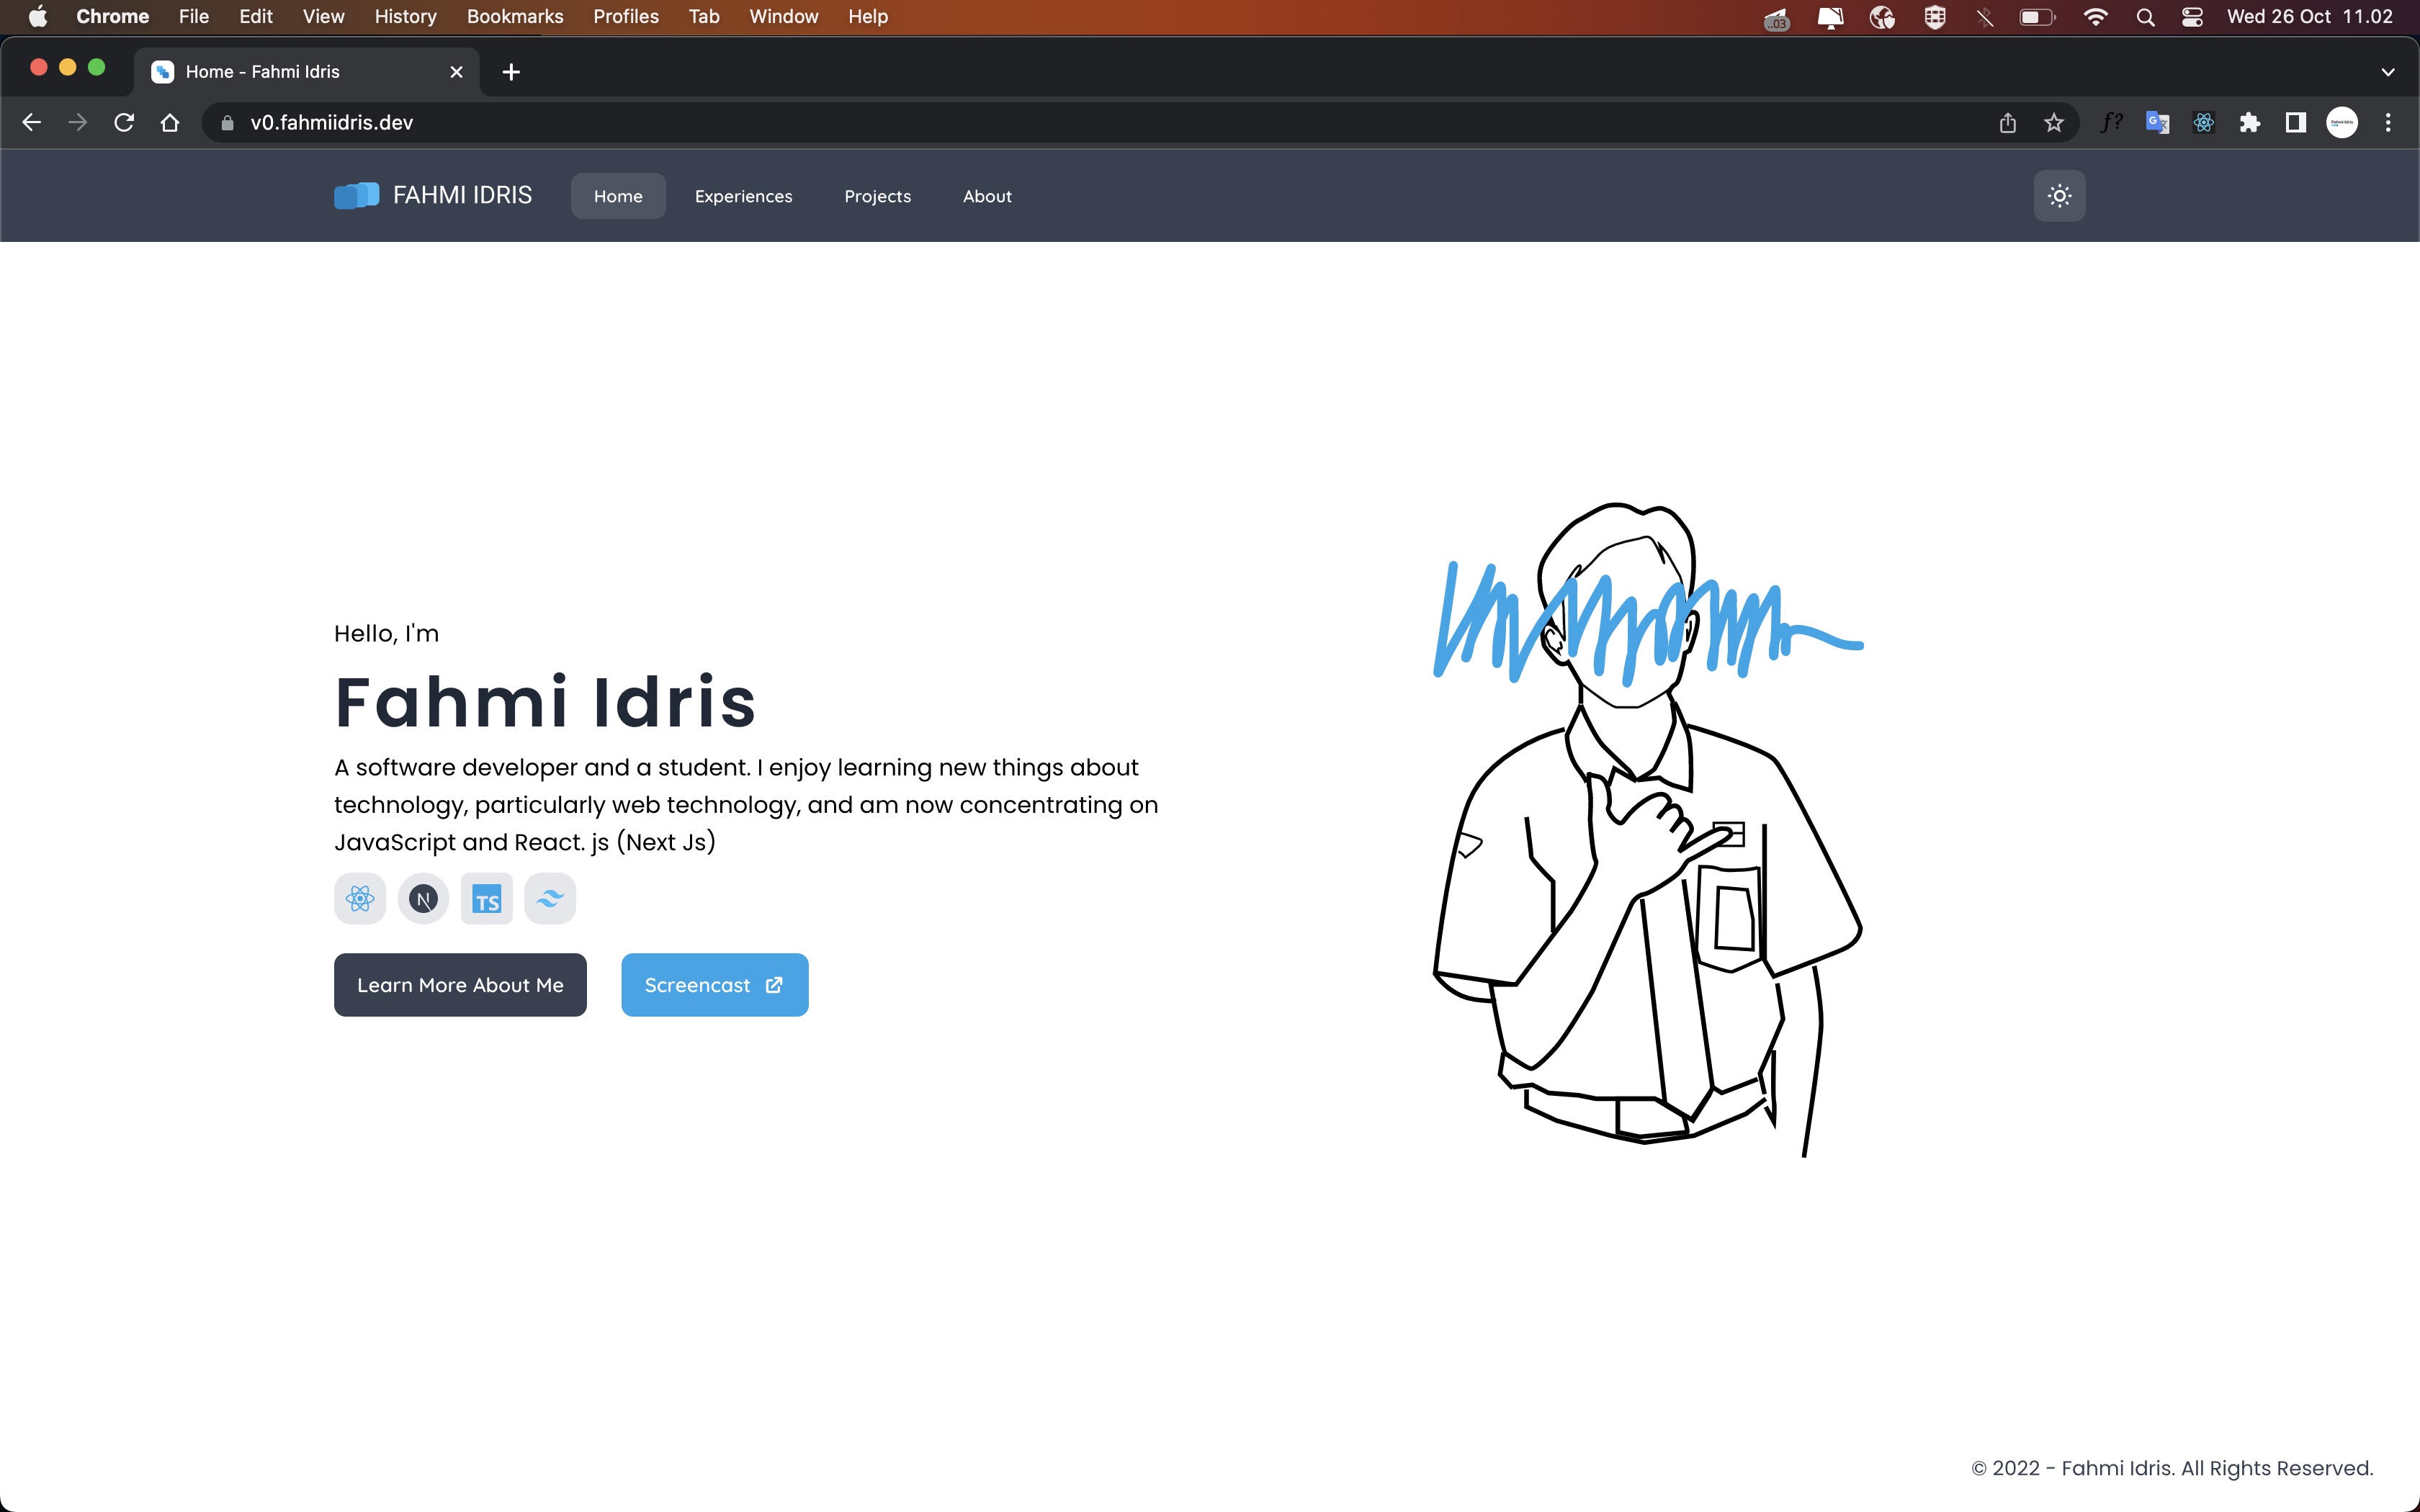 Chrome File Edit View History Bookmarks Profiles Tab Window Help .03 Wed 26 Oct 11.02
Home - Fahmi Idris
v0.fahmiidris.dev f?
FAHMI IDRIS Home Experiences Projects About
Hello, I'm
Fahmi Idris
A software developer and a student. I enjoy learning new things about
technology, particularly web technology, and am now concentrating on
JavaScript and React. js (Next Js)
N TS
Learn More About Me Screencast
© 2022 - Fahmi Idris. All Rights Reserved.